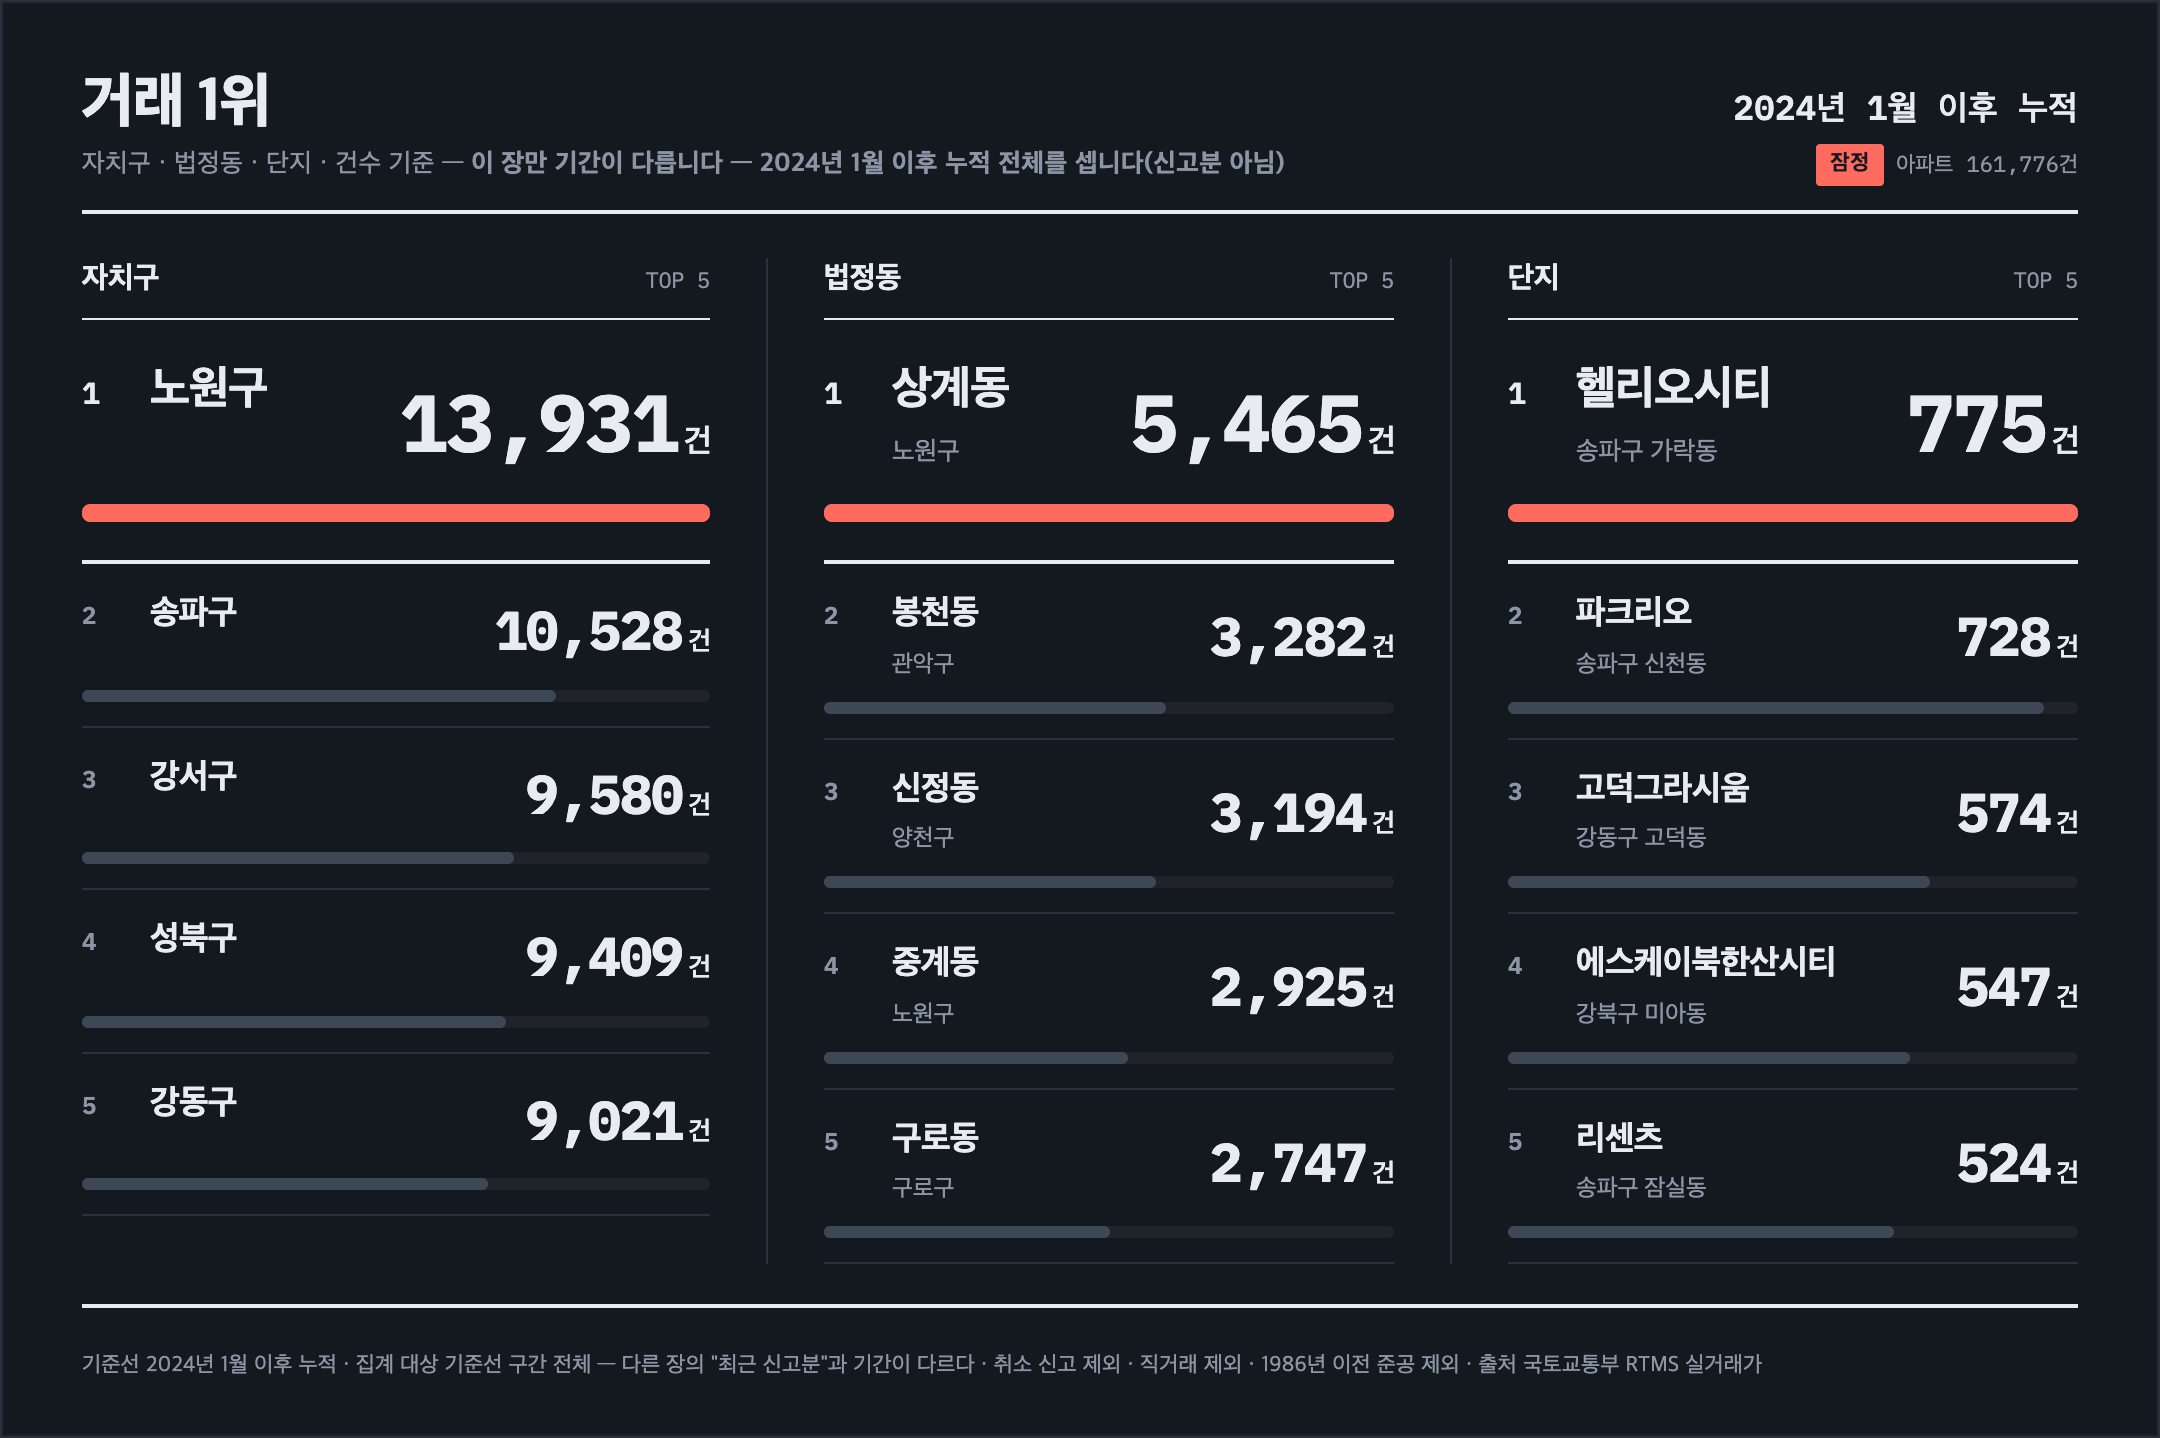 거래 1위
2024년 1월 이후 누적
자치구 · 법정동 · 단지 · 건수 기준 — 이 장만 기간이 다릅니다 — 2024년 1월 이후 누적 전체를 셉니다(신고분 아님)
잠정 아파트 161,776건
자치구 TOP 5
1 노원구 13,931건
2 송파구 10,528건
3 강서구 9,580건
4 성북구 9,409건
5 강동구 9,021건
법정동 TOP 5
1 상계동 5,465건
노원구
2 봉천동 3,282건
관악구
3 신정동 3,194건
양천구
4 중계동 2,925건
노원구
5 구로동 2,747건
구로구
단지 TOP 5
1 헬리오시티 775건
송파구 가락동
2 파크리오 728건
송파구 신천동
3 고덕그라시움 574건
강동구 고덕동
4 에스케이북한산시티 547건
강북구 미아동
5 리센츠 524건
송파구 잠실동
기준선 2024년 1월 이후 누적 · 집계 대상 기준선 구간 전체 — 다른 장의 "최근 신고분"과 기간이 다르다 · 취소 신고 제외 · 직거래 제외 · 1986년 이전 준공 제외 · 출처 국토교통부 RTMS 실거래가